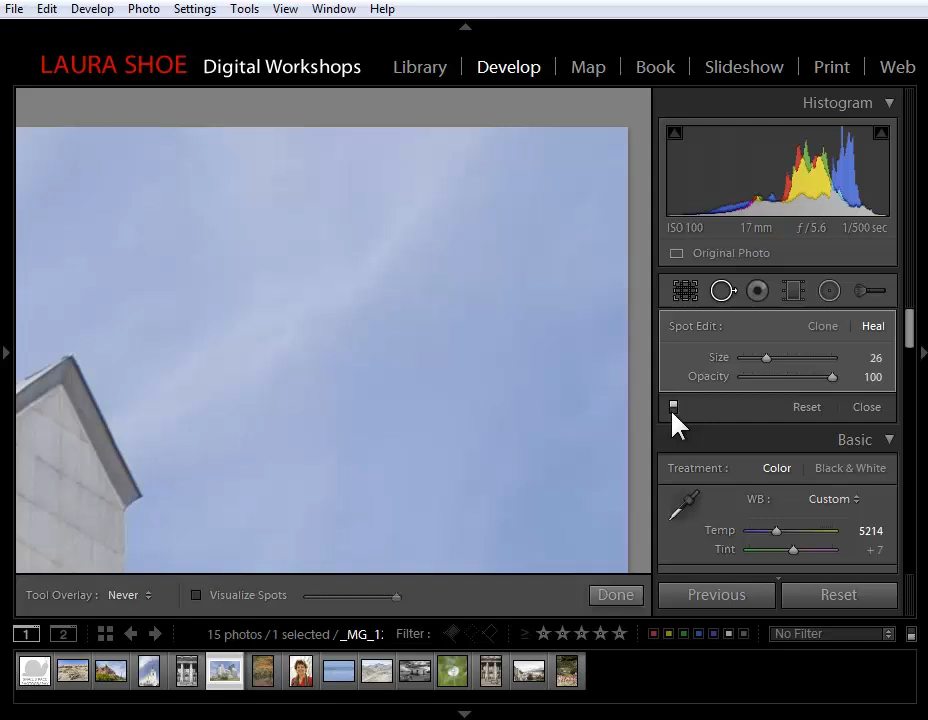 File Edit Develop Photo Settings Tools View Window Help
LAURA SHOE Digital Workshops Library Develop Map Book Slideshow Print Web
Histogram
ISO 100 17 mm ƒ / 5.6 1/500 sec
Original Photo
Spot Edit : Clone Heal
Size 26
Opacity 100
Reset Close
Basic
Treatment : Color Black & White
WB : Custom
Temp 5214
Tint + 7
Tool Overlay : Never Visualize Spots Done Previous Reset
1 2 15 photos / 1 selected / _MG_12 Filter : ≥ No Filter